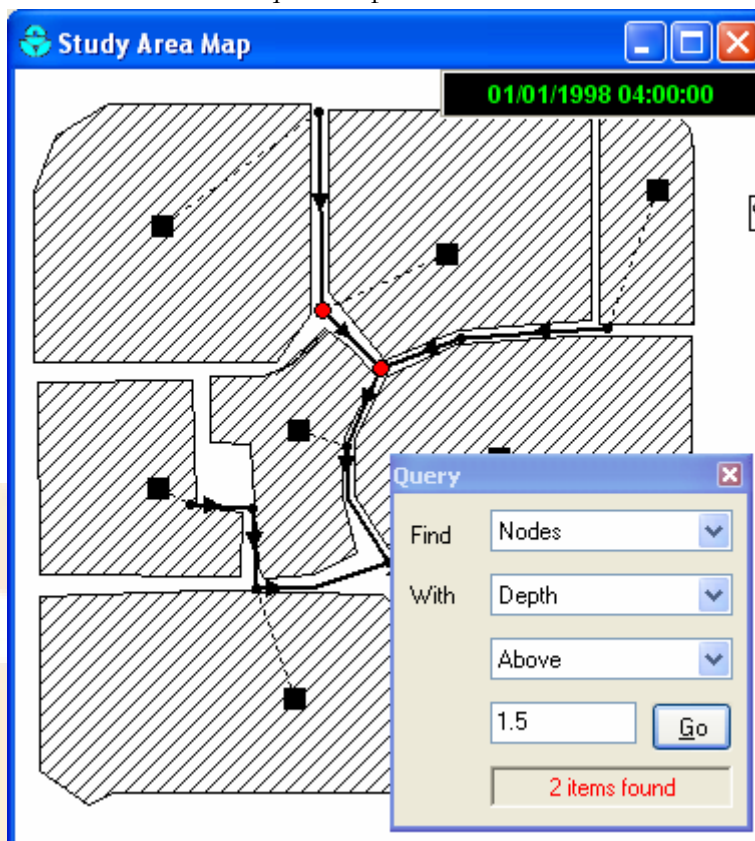 Study Area Map
01/01/1998 04:00:00
Query
Find Nodes
With Depth
Above
1.5 Go
2 items found